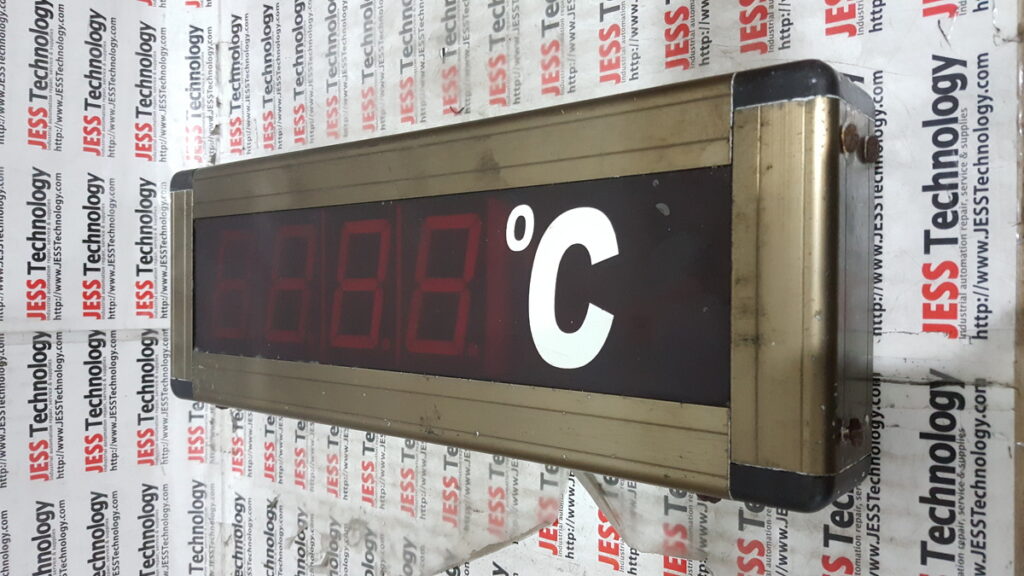 °C
JESS Technology
Industrial automation repair, service & supplies
http://www.JESSTechnology.com